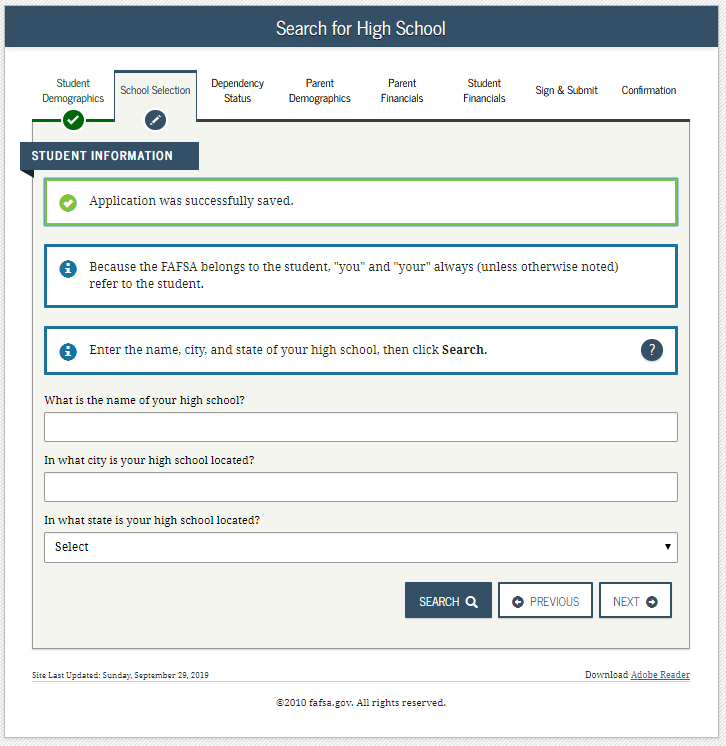 Search for High School
Student Demographics
School Selection
Dependency Status
Parent Demographics
Parent Financials
Student Financials
Sign & Submit
Confirmation
STUDENT INFORMATION
Application was successfully saved.
Because the FAFSA belongs to the student, "you" and "your" always (unless otherwise noted)
refer to the student.
Enter the name, city, and state of your high school, then click Search.
?
What is the name of your high school?
In what city is your high school located?
In what state is your high school located?
Select
SEARCH
PREVIOUS
NEXT
Site Last Updated: Sunday, September 29, 2019
Download Adobe Reader
©2010 fafsa.gov. All rights reserved.